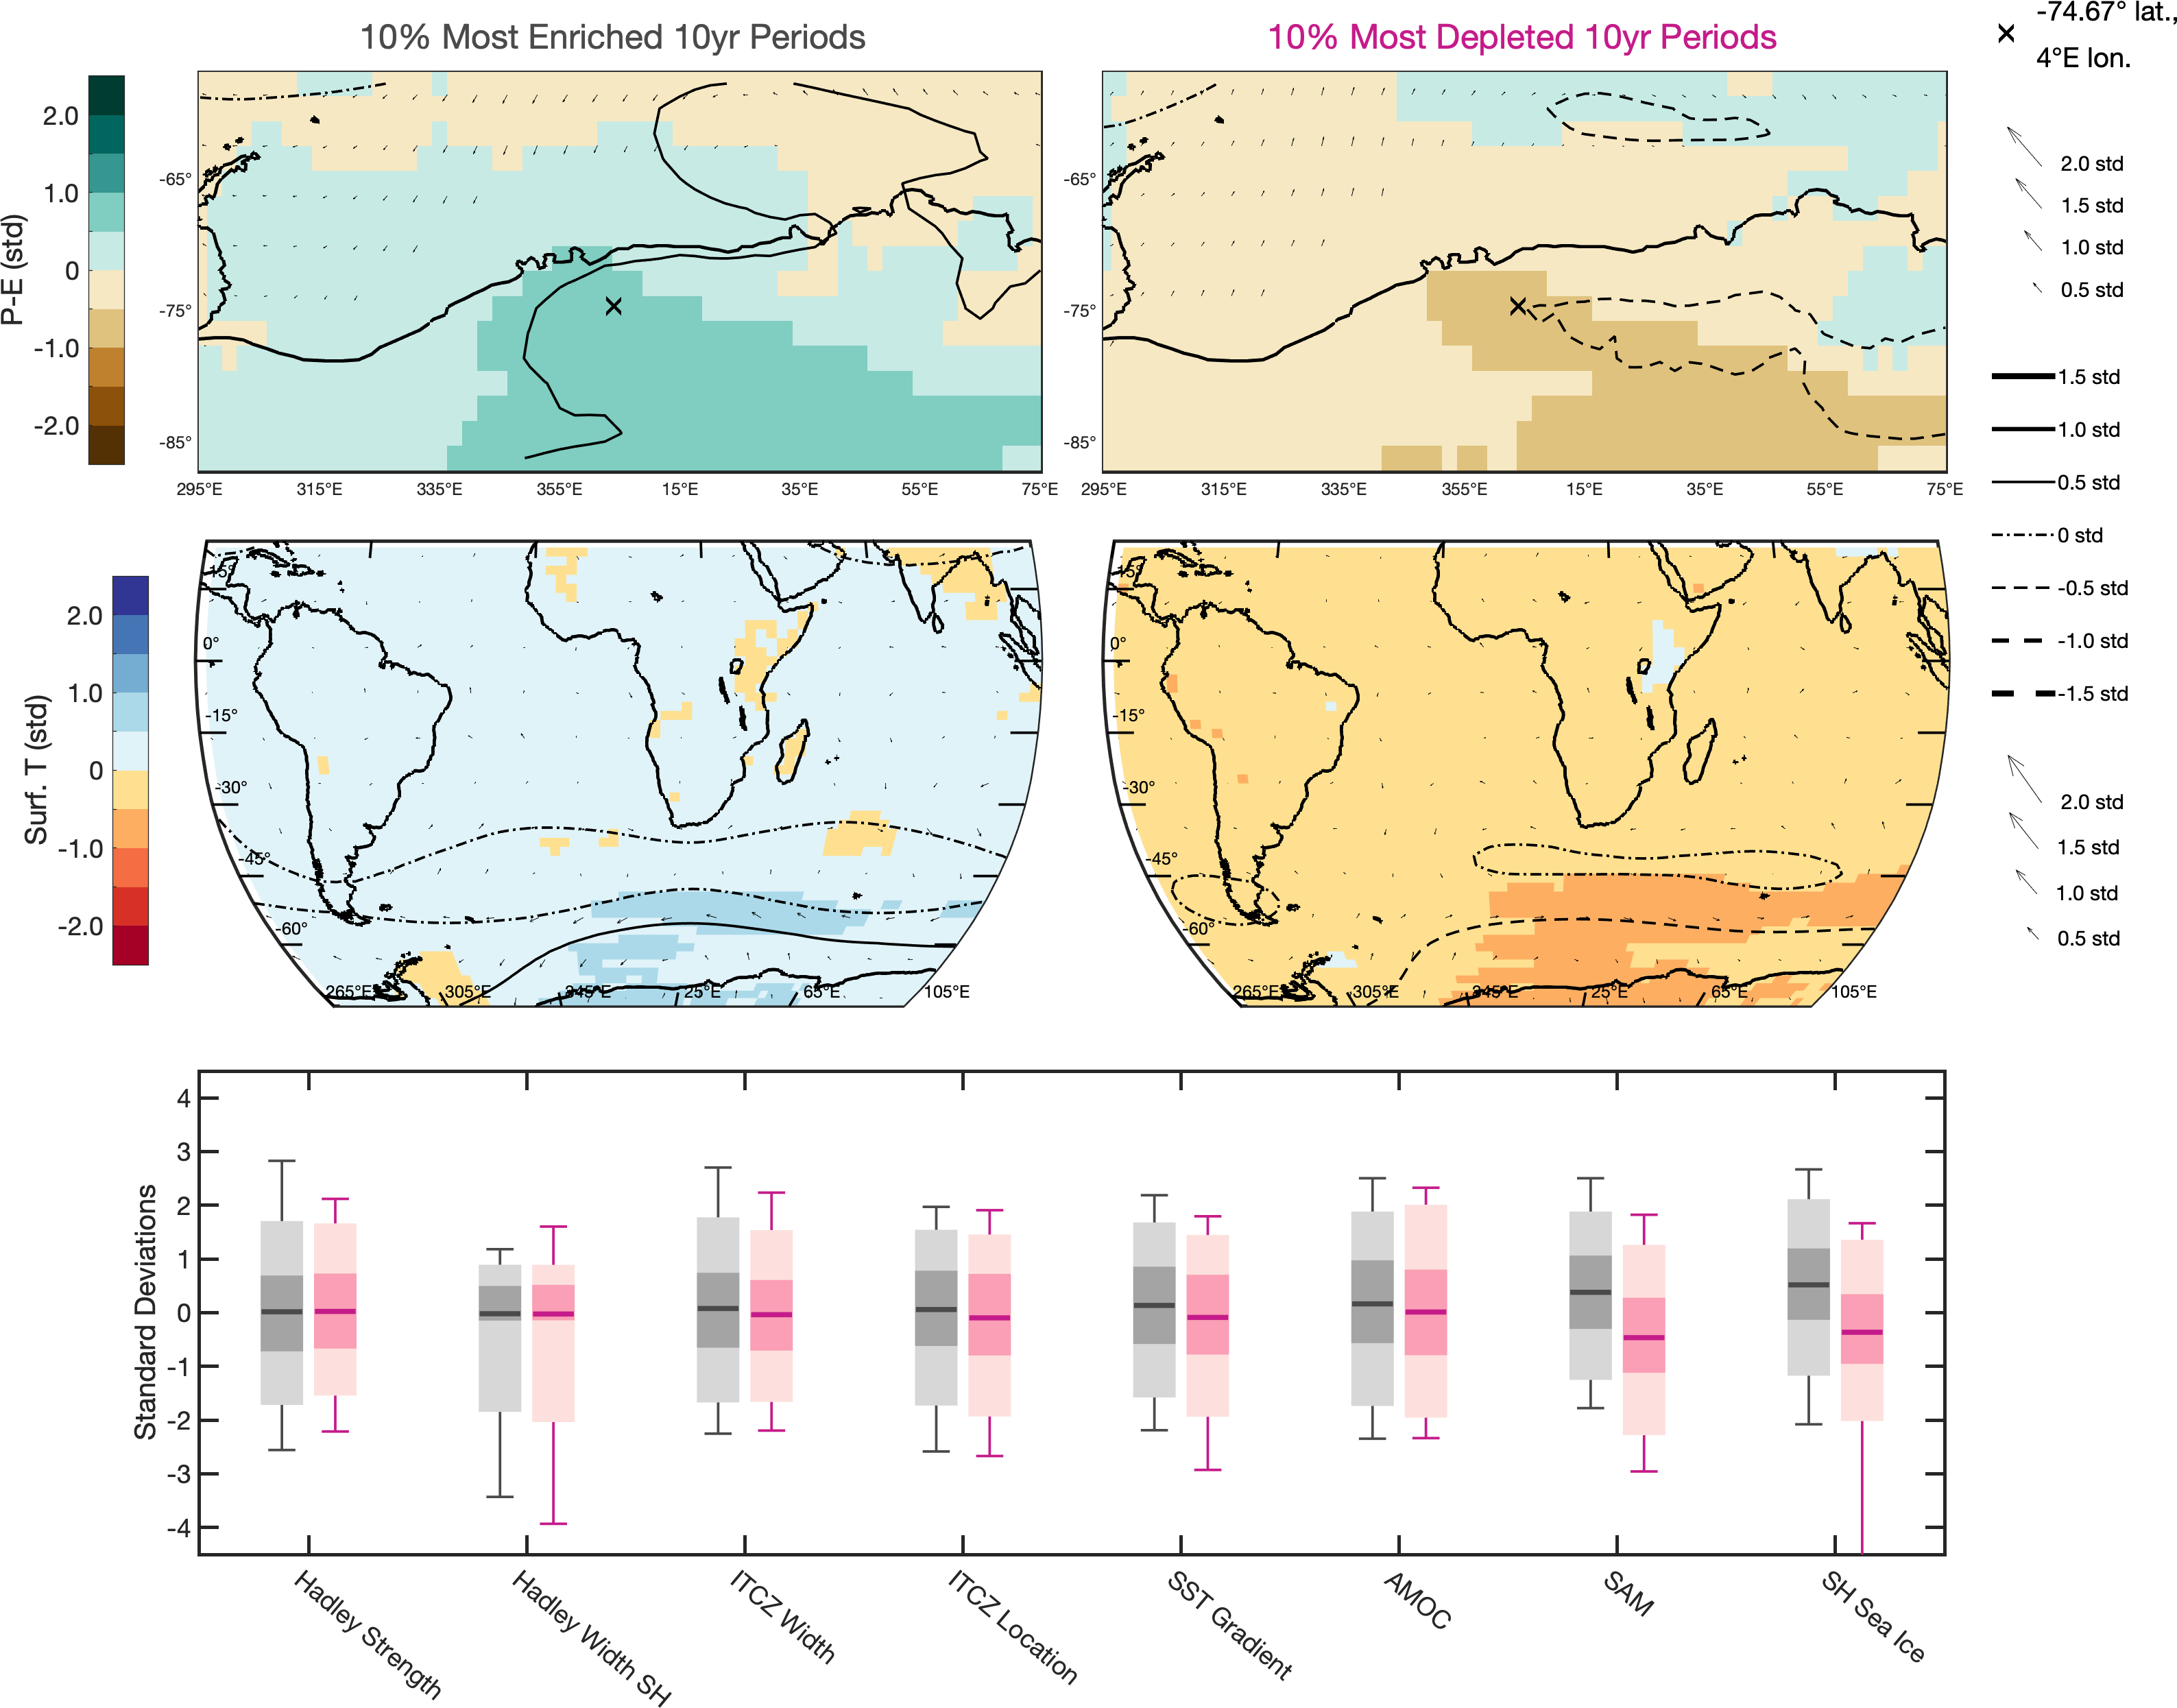 10% Most Enriched 10yr Periods
10% Most Depleted 10yr Periods
-74.67° lat.,
4°E lon.
P-E (std)
2.0
1.0
0
-1.0
-2.0
-65°
-75°
-85°
295°E 315°E 335°E 355°E 15°E 35°E 55°E 75°E
-65°
-75°
-85°
295°E 315°E 335°E 355°E 15°E 35°E 55°E 75°E
2.0 std
1.5 std
1.0 std
0.5 std
1.5 std
1.0 std
0.5 std
0 std
-0.5 std
-1.0 std
-1.5 std
Surf. T (std)
2.0
1.0
0
-1.0
-2.0
15°
0°
-15°
-30°
-45°
-60°
265°E 305°E 345°E 25°E 65°E 105°E
15°
0°
-15°
-30°
-45°
-60°
265°E 305°E 345°E 25°E 65°E 105°E
2.0 std
1.5 std
1.0 std
0.5 std
Standard Deviations
4
3
2
1
0
-1
-2
-3
-4
Hadley Strength
Hadley Width SH
ITCZ Width
ITCZ Location
SST Gradient
AMOC
SAM
SH Sea Ice